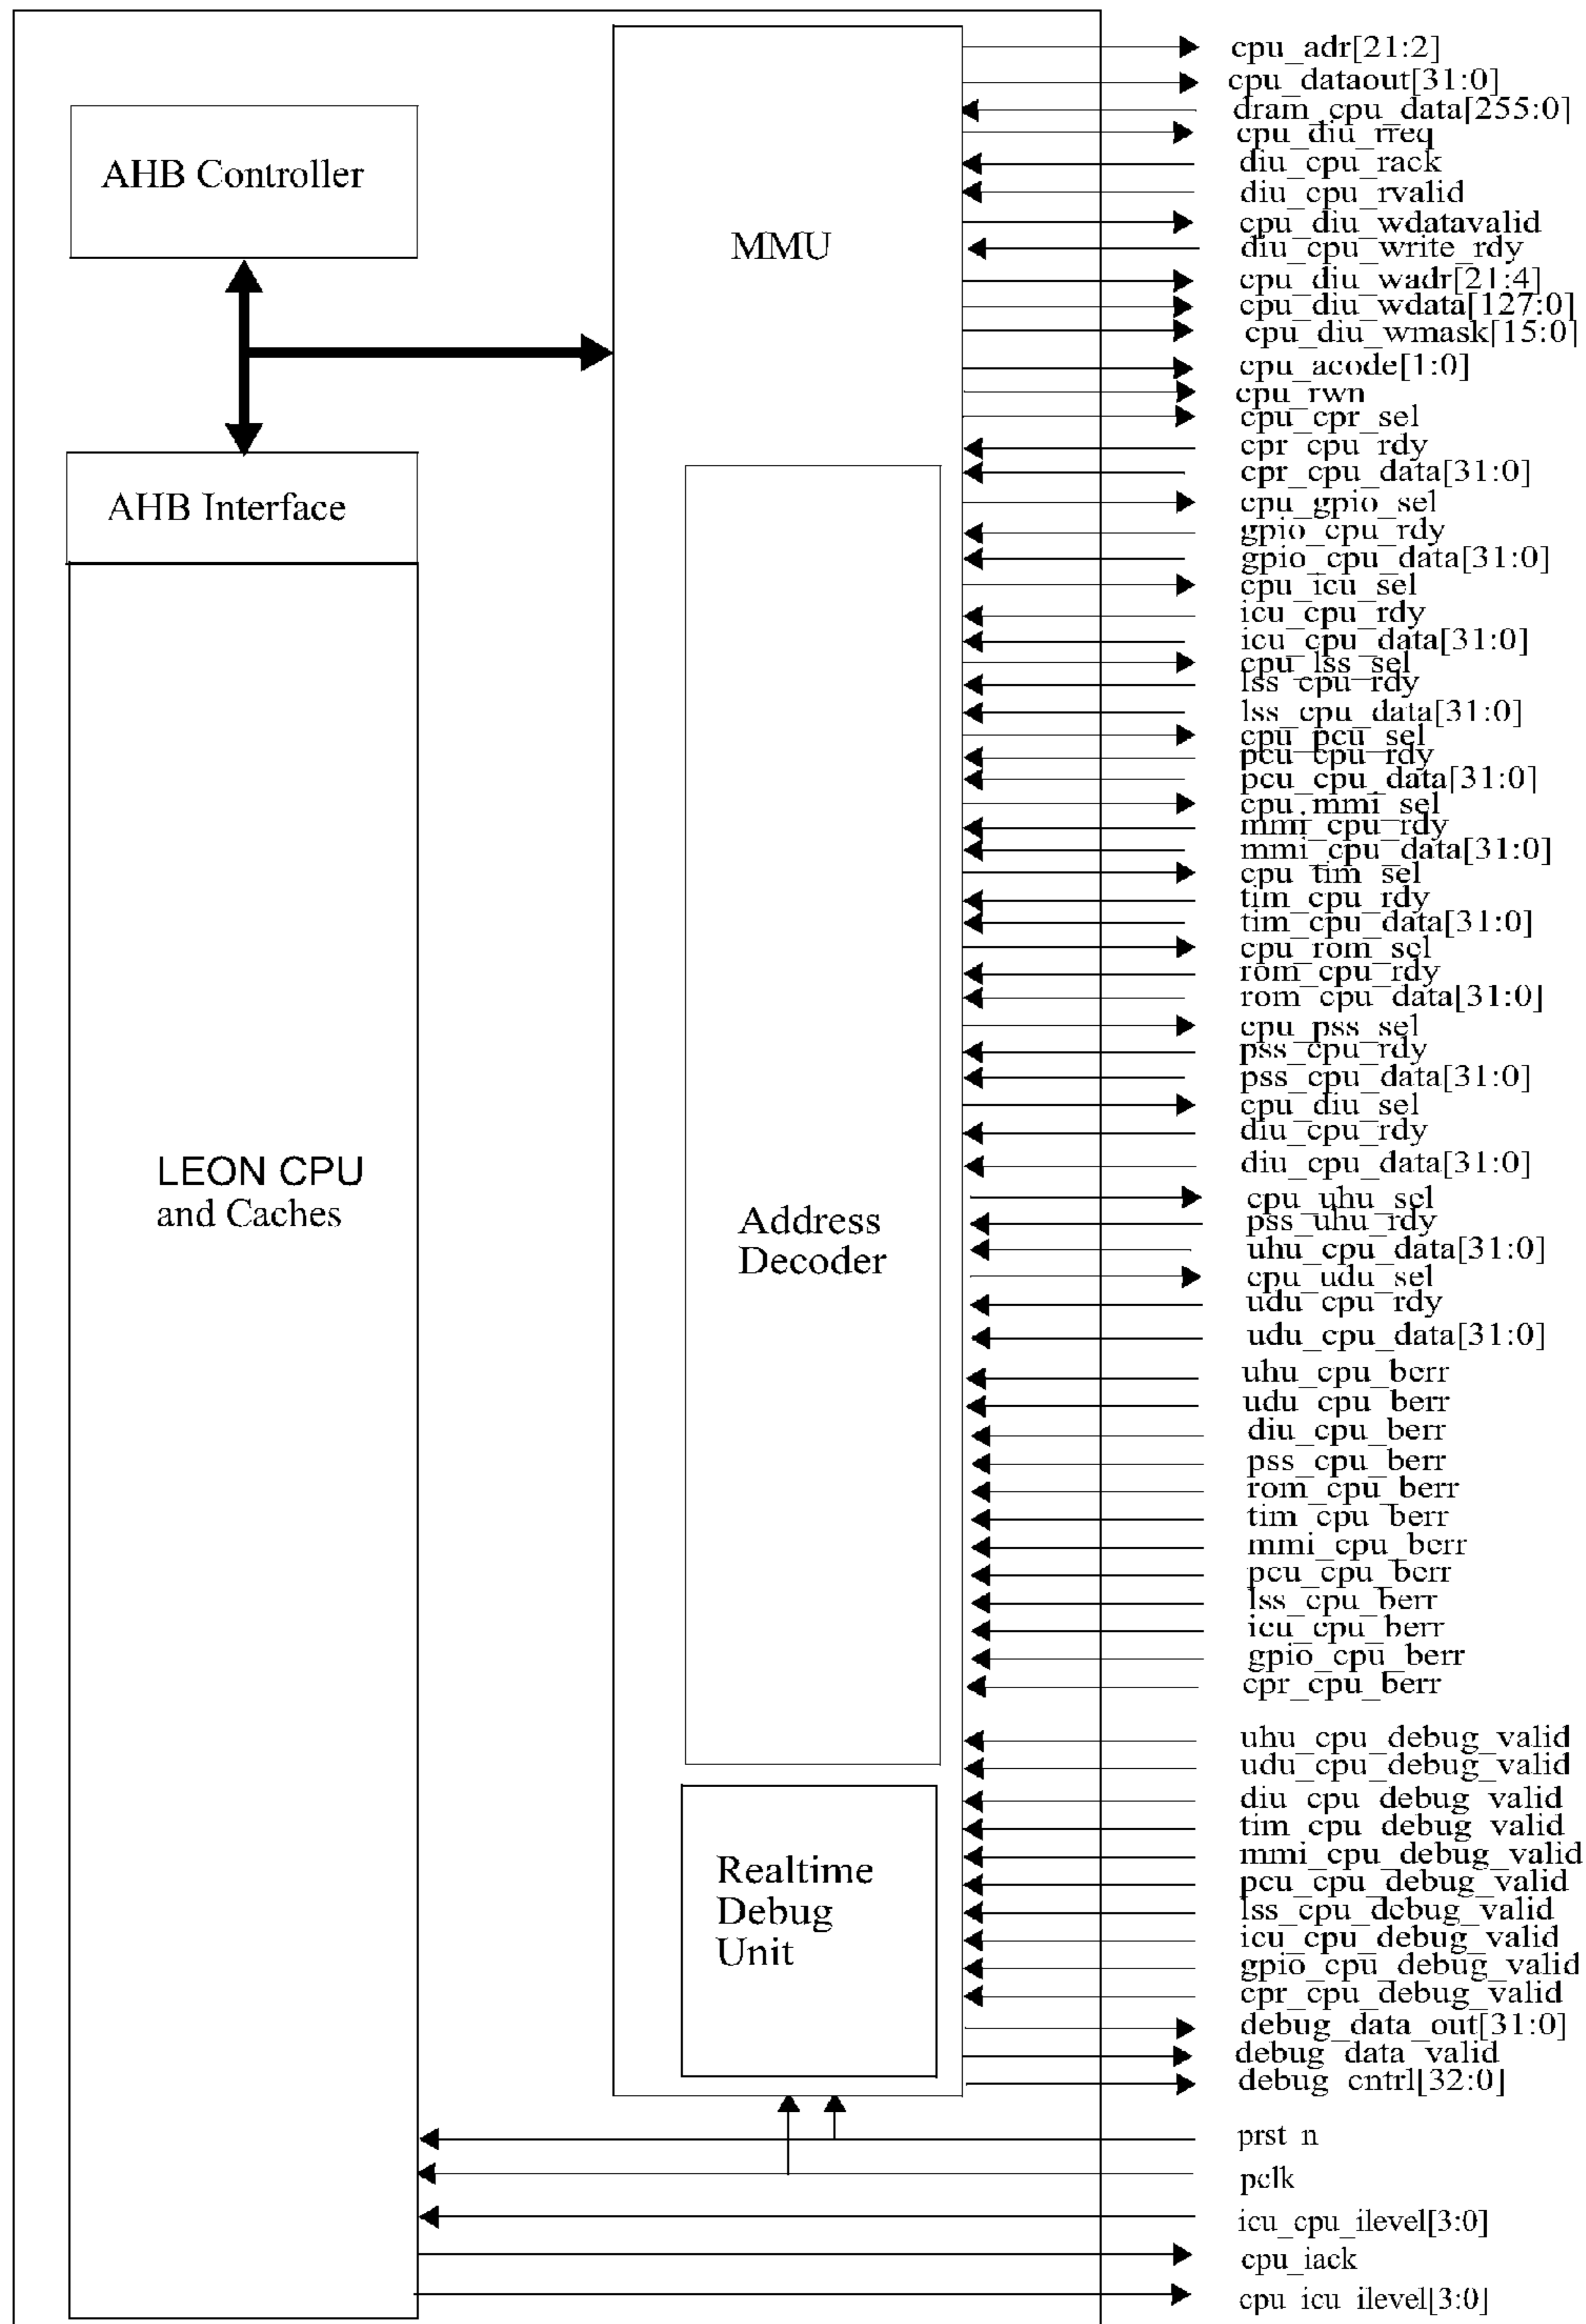 AHB Controller
MMU
AHB Interface
LEON CPU
and Caches
Address
Decoder
Realtime
Debug
Unit
cpu_adr[21:2]
cpu_dataout[31:0]
dram_cpu_data[255:0]
cpu_diu_rreq
diu_cpu_rack
diu_cpu_rvalid
cpu_diu_wdatavalid
diu_cpu_write_rdy
cpu_diu_wadr[21:4]
cpu_diu_wdata[127:0]
cpu_diu_wmask[15:0]
cpu_acode[1:0]
cpu_rwn
cpu_cpr_sel
cpr_cpu_rdy
cpr_cpu_data[31:0]
cpu_gpio_sel
gpio_cpu_rdy
gpio_cpu_data[31:0]
cpu_icu_sel
icu_cpu_rdy
icu_cpu_data[31:0]
cpu_lss_sel
lss_cpu_rdy
lss_cpu_data[31:0]
cpu_pcu_sel
pcu_cpu_rdy
pcu_cpu_data[31:0]
cpu_mmi_sel
mmi_cpu_rdy
mmi_cpu_data[31:0]
cpu_tim_sel
tim_cpu_rdy
tim_cpu_data[31:0]
cpu_rom_sel
rom_cpu_rdy
rom_cpu_data[31:0]
cpu_pss_sel
pss_cpu_rdy
pss_cpu_data[31:0]
cpu_diu_sel
diu_cpu_rdy
diu_cpu_data[31:0]
cpu_uhu_sel
pss_uhu_rdy
uhu_cpu_data[31:0]
cpu_udu_sel
udu_cpu_rdy
udu_cpu_data[31:0]
uhu_cpu_berr
udu_cpu_berr
diu_cpu_berr
pss_cpu_berr
rom_cpu_berr
tim_cpu_berr
mmi_cpu_berr
pcu_cpu_berr
lss_cpu_berr
icu_cpu_berr
gpio_cpu_berr
cpr_cpu_berr
uhu_cpu_debug_valid
udu_cpu_debug_valid
diu_cpu_debug_valid
tim_cpu_debug_valid
mmi_cpu_debug_valid
pcu_cpu_debug_valid
lss_cpu_debug_valid
icu_cpu_debug_valid
gpio_cpu_debug_valid
cpr_cpu_debug_valid
debug_data_out[31:0]
debug_data_valid
debug_cntrl[32:0]
prst_n
pclk
icu_cpu_ilevel[3:0]
cpu_iack
cpu_icu_ilevel[3:0]